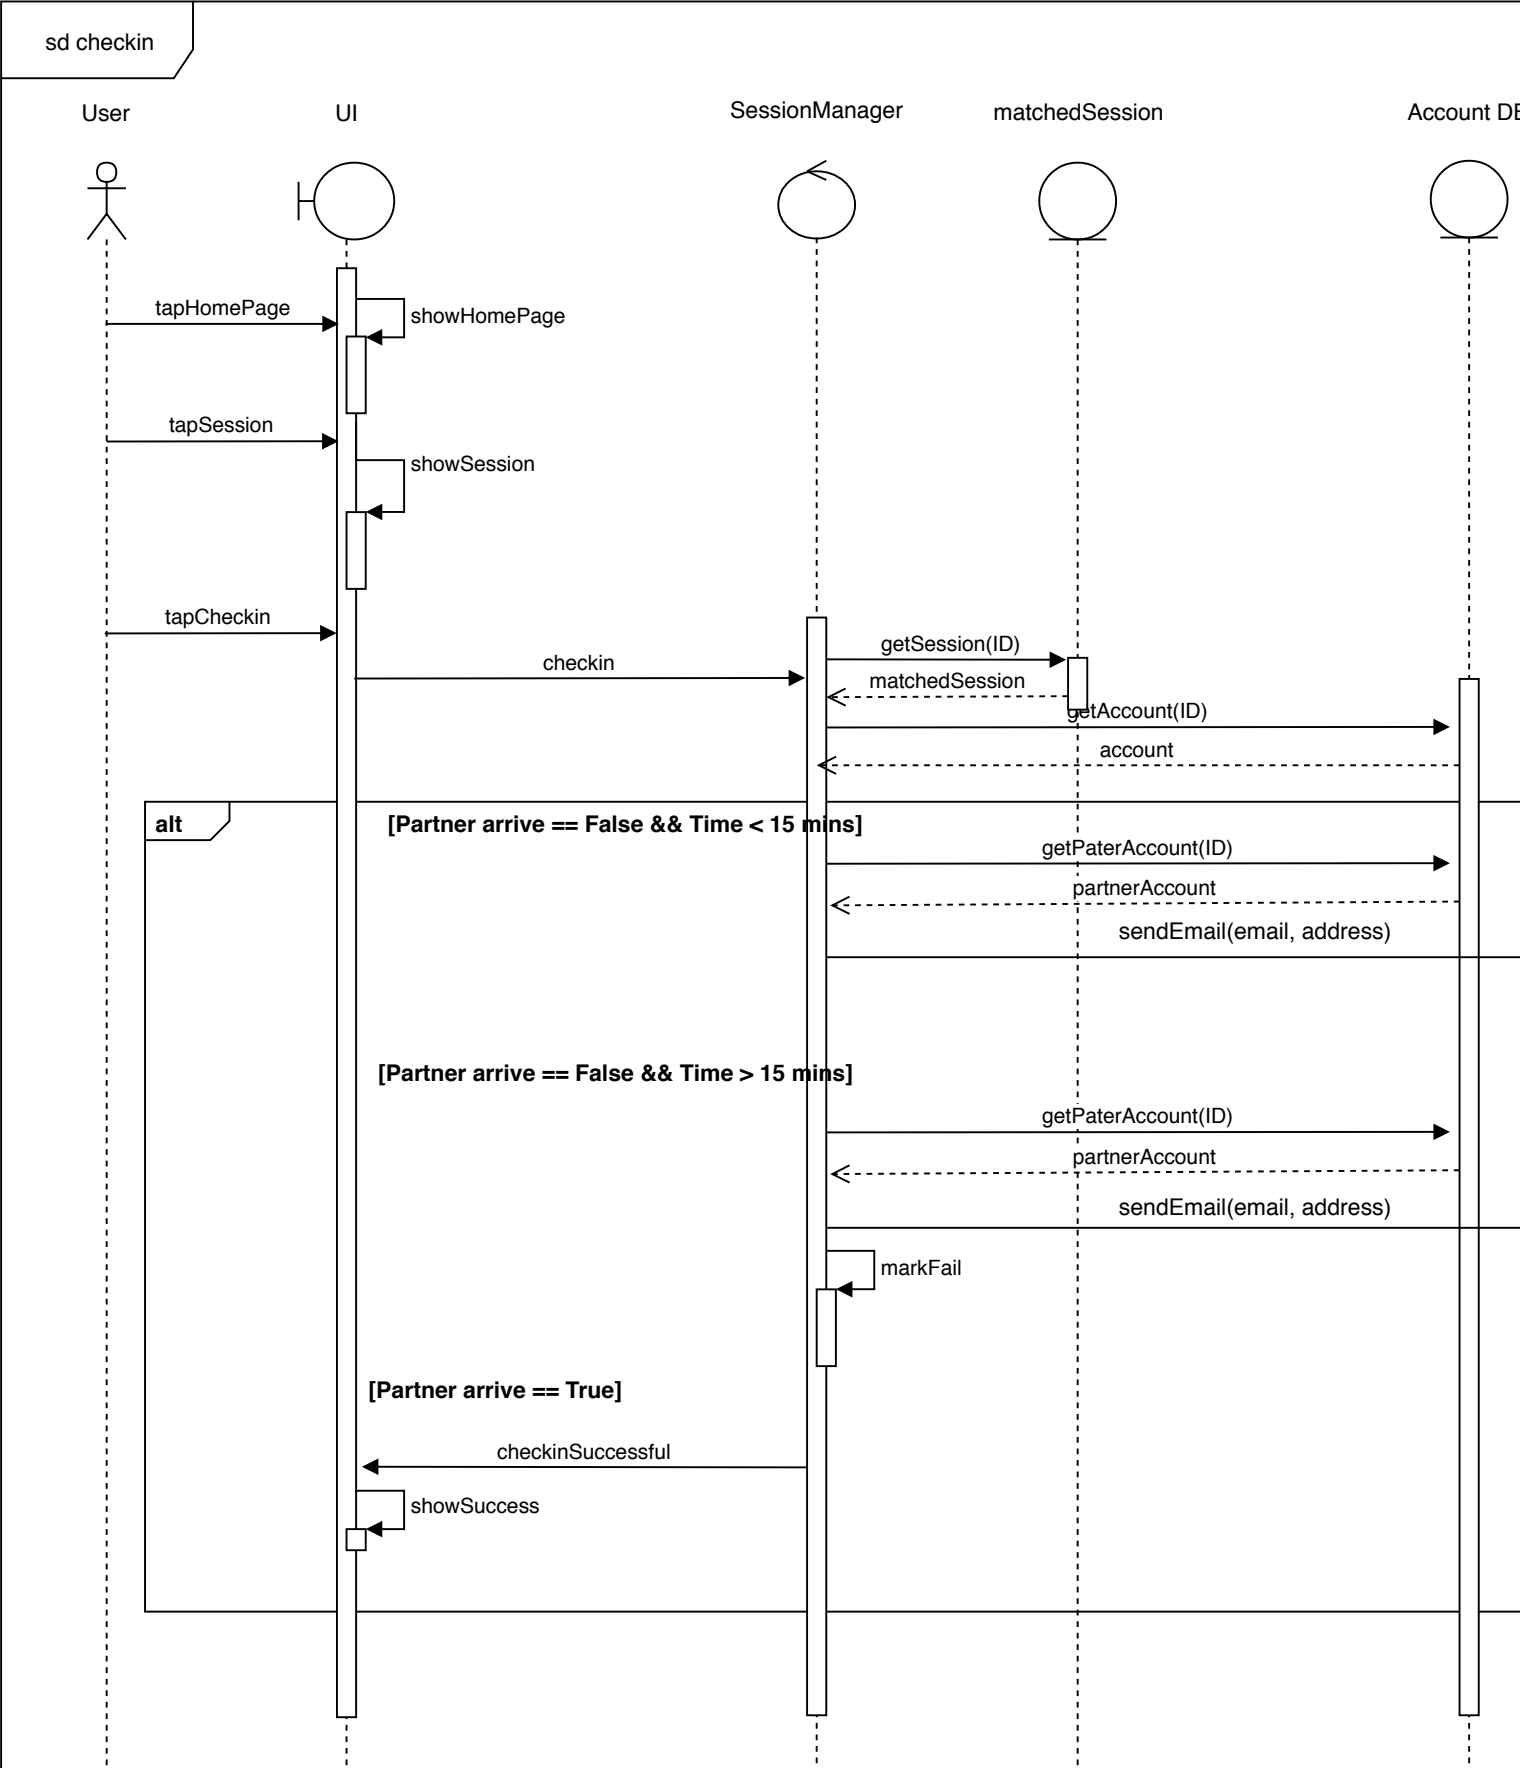 sd checkin
User
UI
SessionManager
matchedSession
Account DB
tapHomePage
showHomePage
tapSession
showSession
tapCheckin
checkin
getSession(ID)
matchedSession
getAccount(ID)
account
alt
[Partner arrive == False && Time < 15 mins]
getPaterAccount(ID)
partnerAccount
sendEmail(email, address)
[Partner arrive == False && Time > 15 mins]
getPaterAccount(ID)
partnerAccount
sendEmail(email, address)
markFail
[Partner arrive == True]
checkinSuccessful
showSuccess